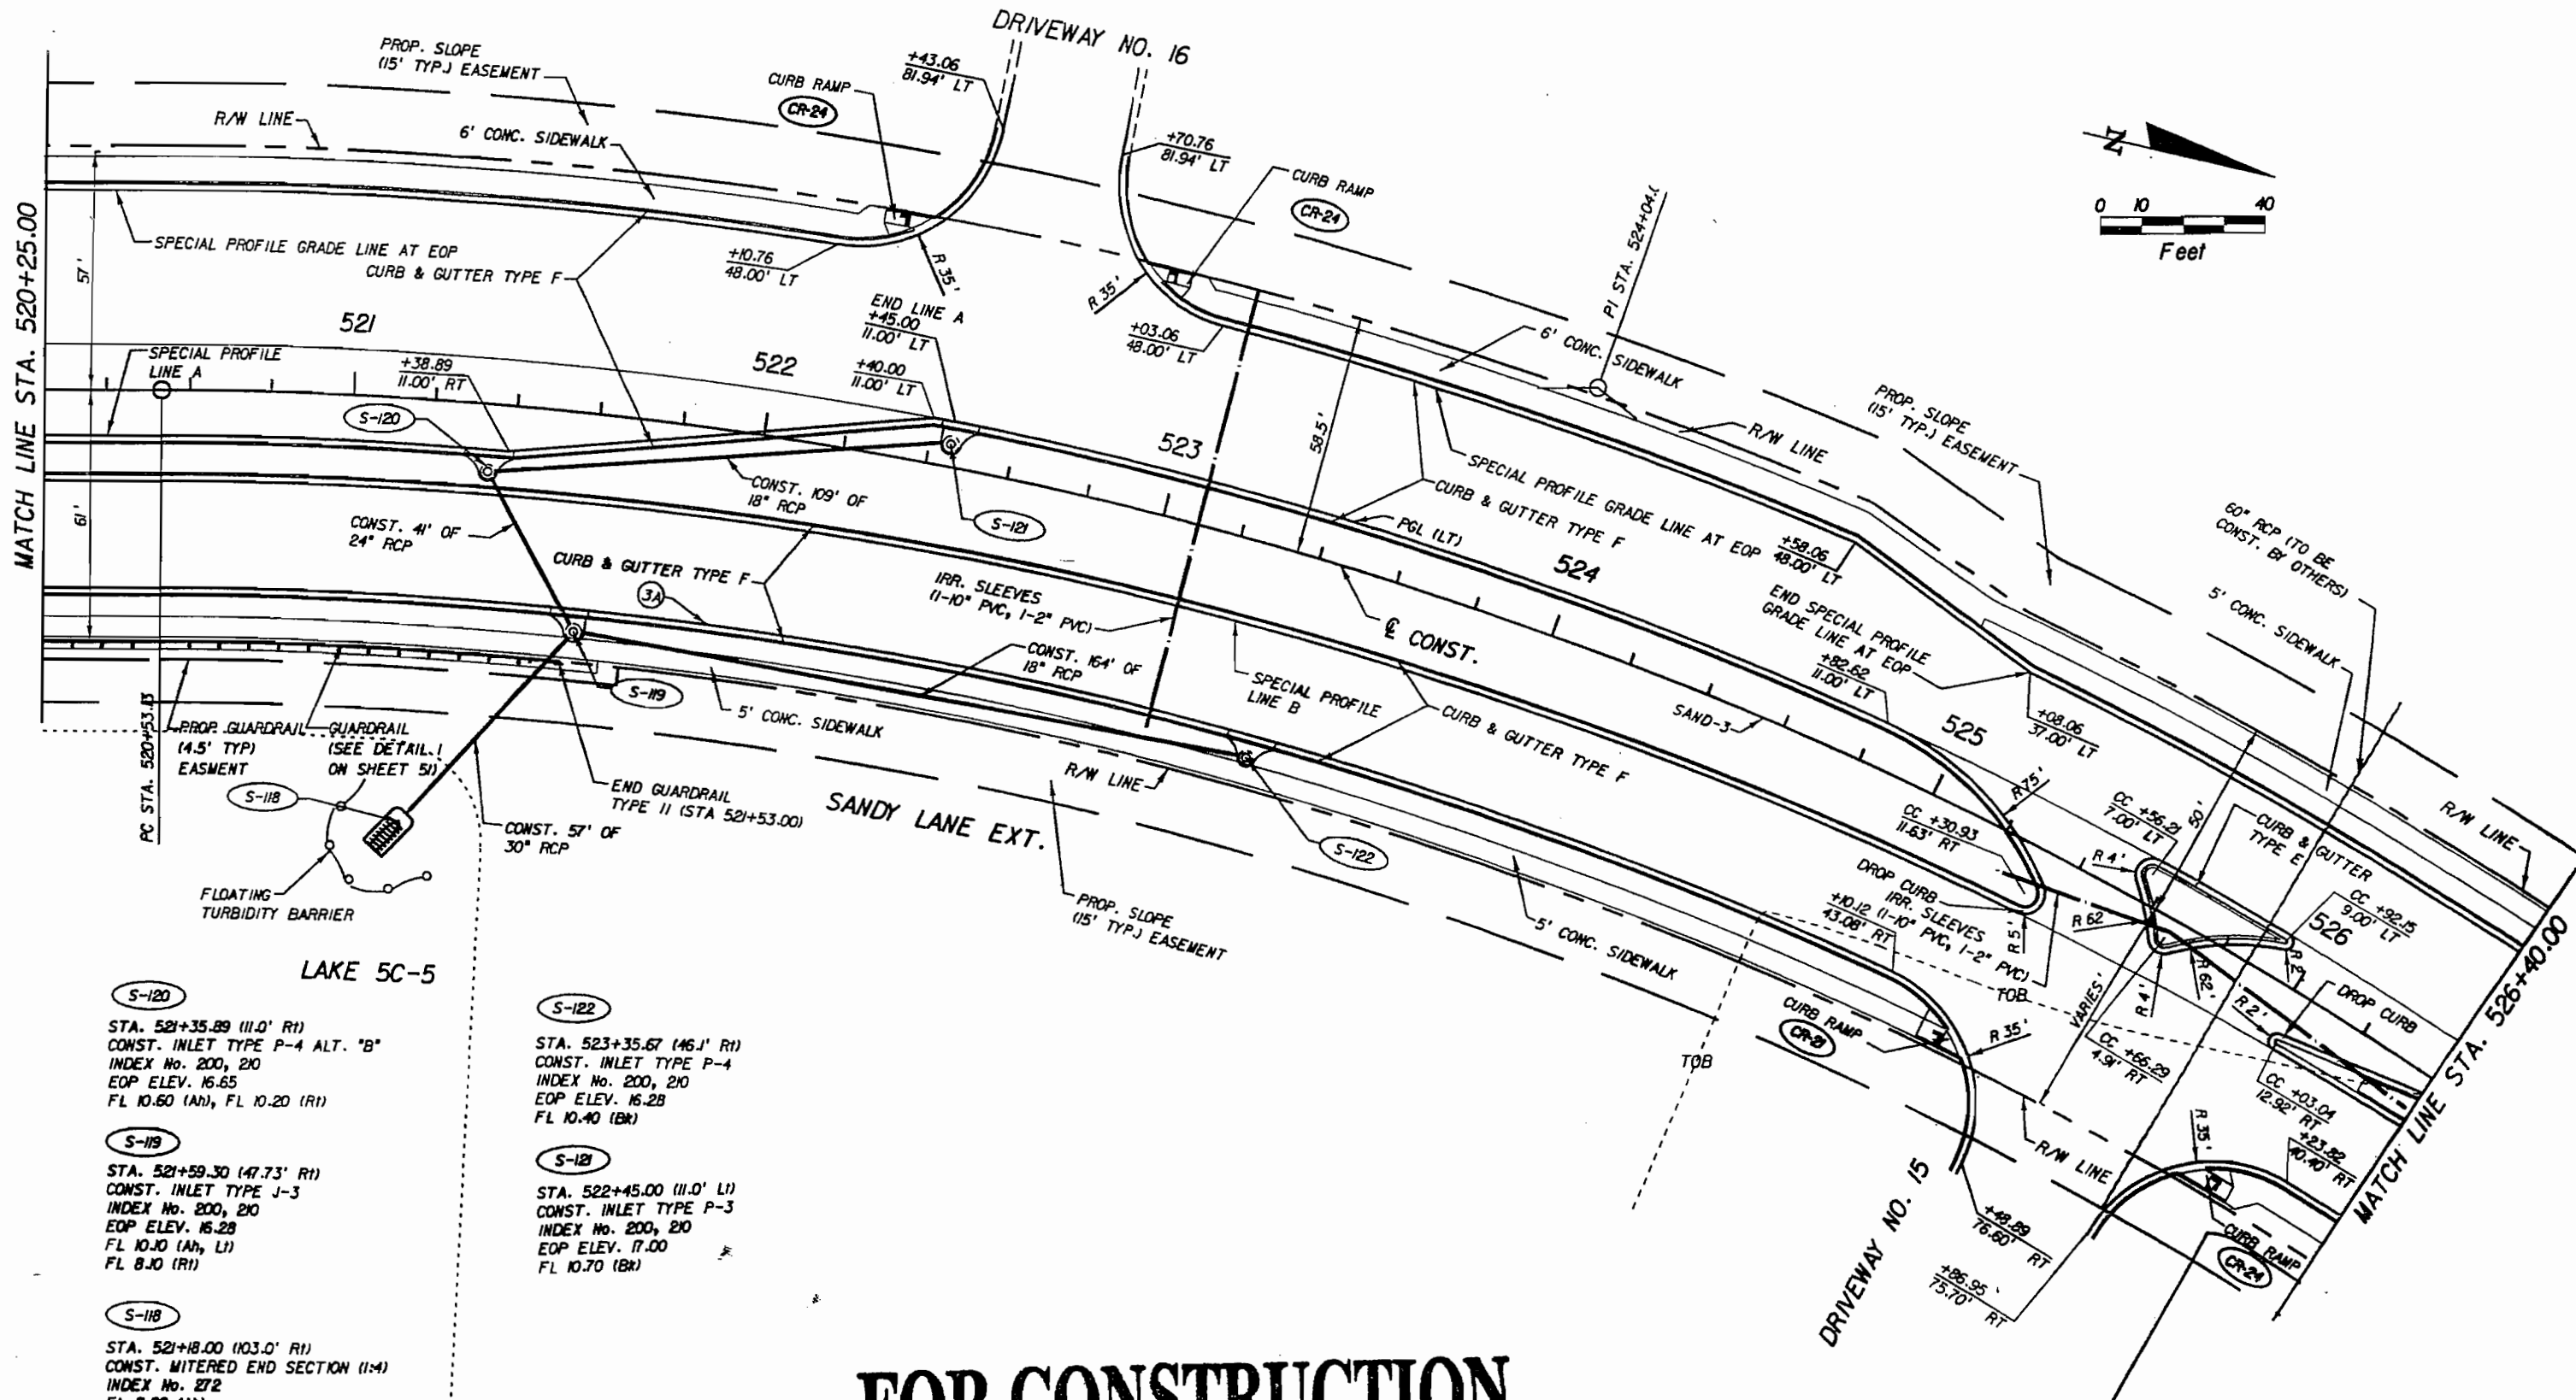 DRIVEWAY NO. 16
PROP. SLOPE
(15' TYP.) EASEMENT
R/W LINE
6' CONC. SIDEWALK
CURB RAMP
CR-24
+43.06
81.94' LT
+70.76
81.94' LT
CURB RAMP
CR-24
PI STA. 524+04.
N
0 10 40
Feet
MATCH LINE STA. 520+25.00
57'
SPECIAL PROFILE GRADE LINE AT EOP
CURB & GUTTER TYPE F
+10.76
48.00' LT
R 35'
R 35'
+03.06
48.00' LT
END LINE A
+45.00
11.00' LT
+40.00
11.00' LT
521
522
523
524
525
526
SPECIAL PROFILE
LINE A
+38.89
11.00' RT
S-120
61'
CONST. 109' OF
18" RCP
S-121
CONST. 41' OF
24" RCP
CURB & GUTTER TYPE F
3A
IRR. SLEEVES
(1-10" PVC, 1-2" PVC)
58.5'
6' CONC. SIDEWALK
R/W LINE
PROP. SLOPE
(15' TYP.) EASEMENT
SPECIAL PROFILE GRADE LINE AT EOP
CURB & GUTTER TYPE F
PGL (LT)
+58.06
48.00' LT
60" RCP (TO BE
CONST. BY OTHERS)
5' CONC. SIDEWALK
END SPECIAL PROFILE
GRADE LINE AT EOP
+82.62
11.00' LT
+08.06
37.00' LT
℄ CONST.
SAND-3
CONST. 164' OF
18" RCP
SPECIAL PROFILE
LINE B
CURB & GUTTER TYPE F
S-119
5' CONC. SIDEWALK
PC STA. 520+53.13
PROP. GUARDRAIL
(4.5' TYP)
EASMENT
GUARDRAIL
(SEE DETAIL 1
ON SHEET 51)
END GUARDRAIL
TYPE II (STA 521+53.00)
S-118
CONST. 57' OF
30" RCP
FLOATING
TURBIDITY BARRIER
LAKE 5C-5
SANDY LANE EXT.
R/W LINE
S-122
PROP. SLOPE
(15' TYP.) EASEMENT
5' CONC. SIDEWALK
R 75'
CC +30.93
11.63' RT
CC +56.21
7.00' LT
50'
CURB & GUTTER
TYPE E
R/W LINE
R 4'
DROP CURB
IRR. SLEEVES
(1-10" PVC, 1-2" PVC)
+10.12
43.08' RT
R 5'
R 62
CC +92.15
9.00' LT
R 4'
R 62'
R 2'
R 2'
DROP CURB
VARIES'
TOB
TOB
CURB RAMP
CR-21
R 35'
CC +66.29
4.91' RT
CC +03.04
12.92' RT
+23.82
40.40' RT
R 35'
R/W LINE
MATCH LINE STA. 526+40.00
CURB RAMP
CR-24
DRIVEWAY NO. 15
+48.89
76.60' RT
+86.95
75.70' RT
S-120
STA. 521+35.89 (11.0' Rt)
CONST. INLET TYPE P-4 ALT. "B"
INDEX No. 200, 210
EOP ELEV. 16.65
FL 10.60 (Ah), FL 10.20 (Rt)
S-119
STA. 521+59.30 (47.73' Rt)
CONST. INLET TYPE J-3
INDEX No. 200, 210
EOP ELEV. 16.28
FL 10.10 (Ah, Lt)
FL 8.10 (Rt)
S-118
STA. 521+18.00 (103.0' Rt)
CONST. MITERED END SECTION (1:4)
INDEX No. 272
S-122
STA. 523+35.67 (46.1' Rt)
CONST. INLET TYPE P-4
INDEX No. 200, 210
EOP ELEV. 16.28
FL 10.40 (Bk)
S-121
STA. 522+45.00 (11.0' Lt)
CONST. INLET TYPE P-3
INDEX No. 200, 210
EOP ELEV. 17.00
FL 10.70 (Bk)
FOR CONSTRUCTION